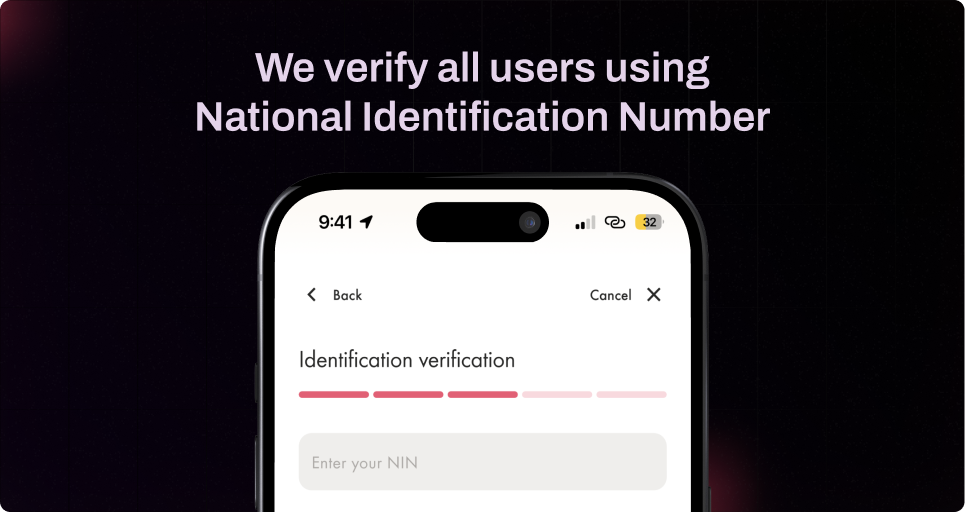 We verify all users using
National Identification Number
9:41
32
Back
Cancel
Identification verification
Enter your NIN